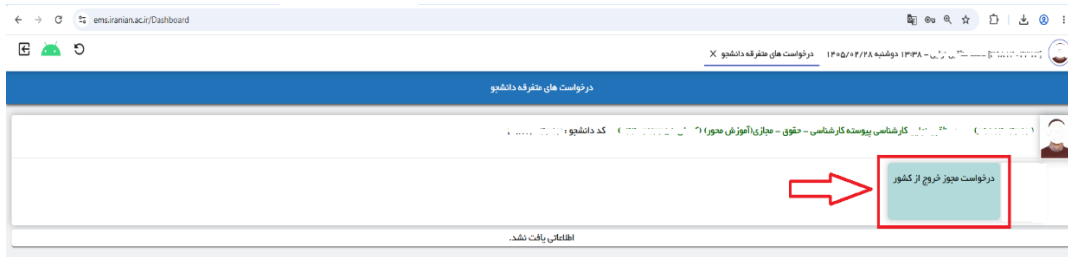 ems.iranian.ac.ir/Dashboard
۱۳:۳۸ دوشنبه ۱۴۰۵/۰۴/۲۸ درخواست های متفرقه دانشجو X
درخواست های متفرقه دانشجو
کارشناسی پیوسته کارشناسی - حقوق - مجازی(آموزش محور) کد دانشجو :
درخواست مجوز خروج از کشور
اطلاعاتی یافت نشد.